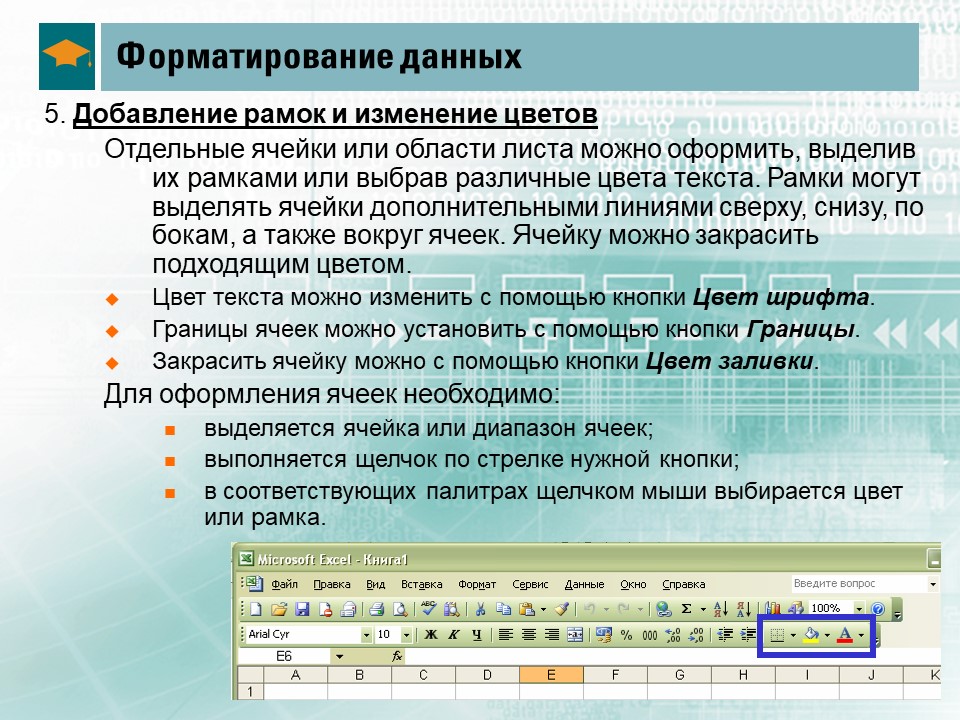 Форматирование данных
5. Добавление рамок и изменение цветов
Отдельные ячейки или области листа можно оформить, выделив
их рамками или выбрав различные цвета текста. Рамки могут
выделять ячейки дополнительными линиями сверху, снизу, по
бокам, а также вокруг ячеек. Ячейку можно закрасить
подходящим цветом.
Цвет текста можно изменить с помощью кнопки Цвет шрифта.
Границы ячеек можно установить с помощью кнопки Границы.
Закрасить ячейку можно с помощью кнопки Цвет заливки.
Для оформления ячеек необходимо:
выделяется ячейка или диапазон ячеек;
выполняется щелчок по стрелке нужной кнопки;
в соответствующих палитрах щелчком мыши выбирается цвет
или рамка.
Microsoft Excel - Книга1
Файл Правка Вид Вставка Формат Сервис Данные Окно Справка Введите вопрос
100%
Arial Cyr 10 Ж К Ч % 000
E6 fx
A B C D E F G H I J K
1